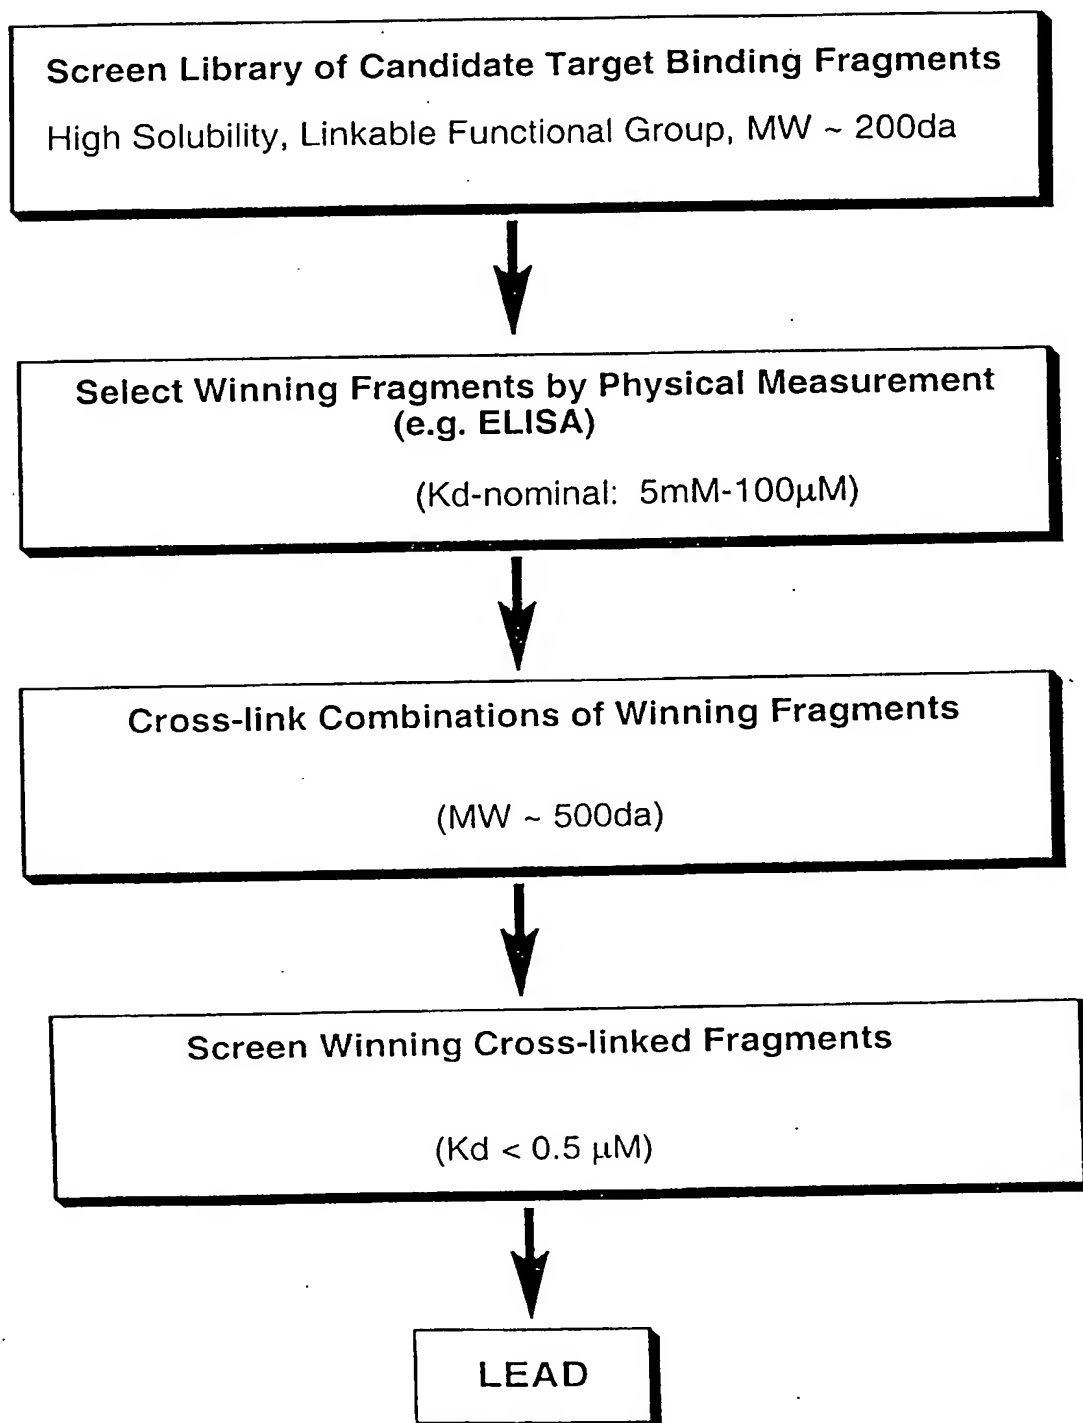 Screen Library of Candidate Target Binding Fragments
High Solubility, Linkable Functional Group, MW ~ 200da
Select Winning Fragments by Physical Measurement
(e.g. ELISA)
(Kd-nominal: 5mM-100μM)
Cross-link Combinations of Winning Fragments
(MW ~ 500da)
Screen Winning Cross-linked Fragments
(Kd < 0.5 μM)
LEAD